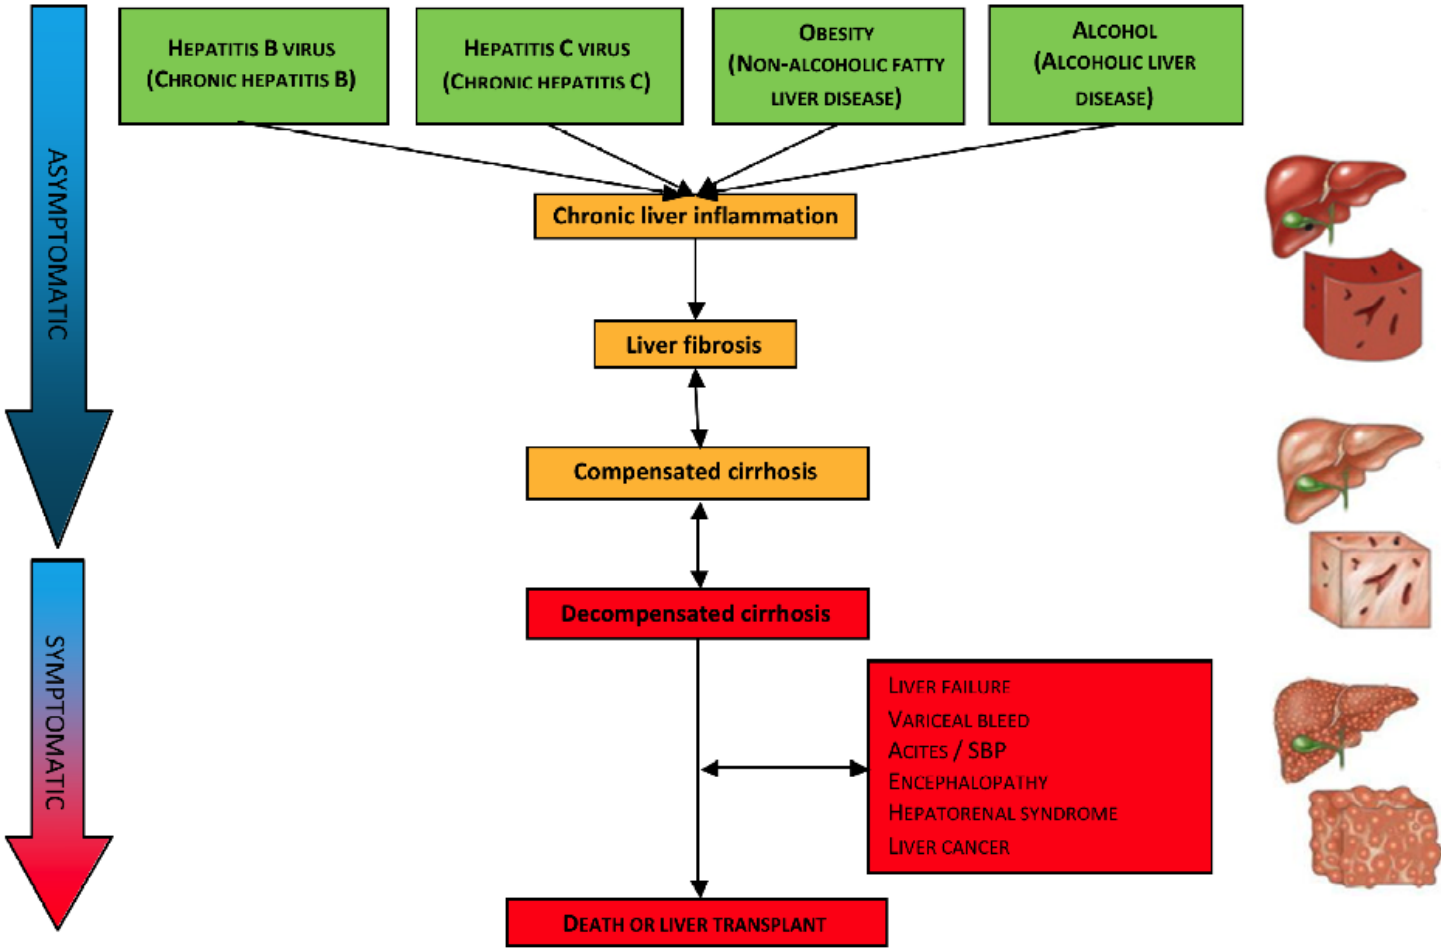 HEPATITIS B VIRUS
(CHRONIC HEPATITIS B)
HEPATITIS C VIRUS
(CHRONIC HEPATITIS C)
OBESITY
(NON-ALCOHOLIC FATTY
LIVER DISEASE)
ALCOHOL
(ALCOHOLIC LIVER
DISEASE)
ASYMPTOMATIC
Chronic liver inflammation
Liver fibrosis
Compensated cirrhosis
Decompensated cirrhosis
SYMPTOMATIC
LIVER FAILURE
VARICEAL BLEED
ACITES / SBP
ENCEPHALOPATHY
HEPATORENAL SYNDROME
LIVER CANCER
DEATH OR LIVER TRANSPLANT